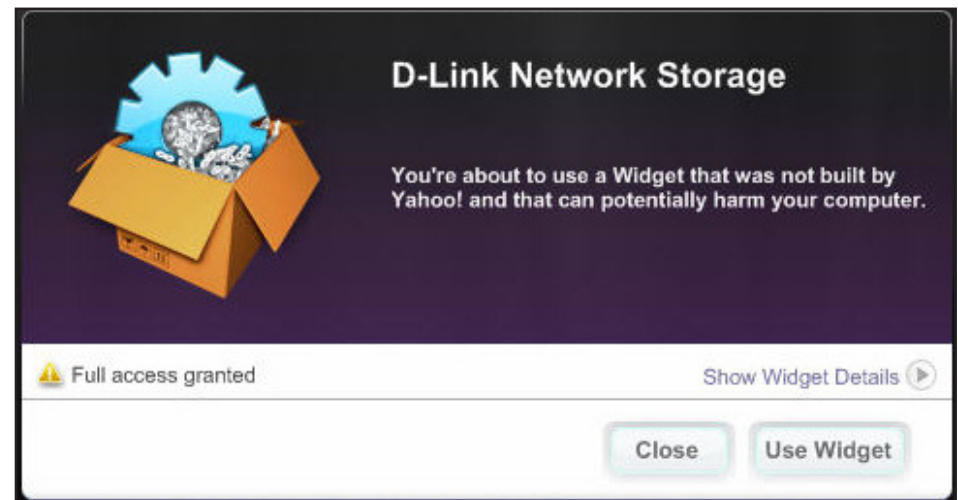 D-Link Network Storage
You're about to use a Widget that was not built by
Yahoo! and that can potentially harm your computer.
Full access granted
Show Widget Details
Close
Use Widget